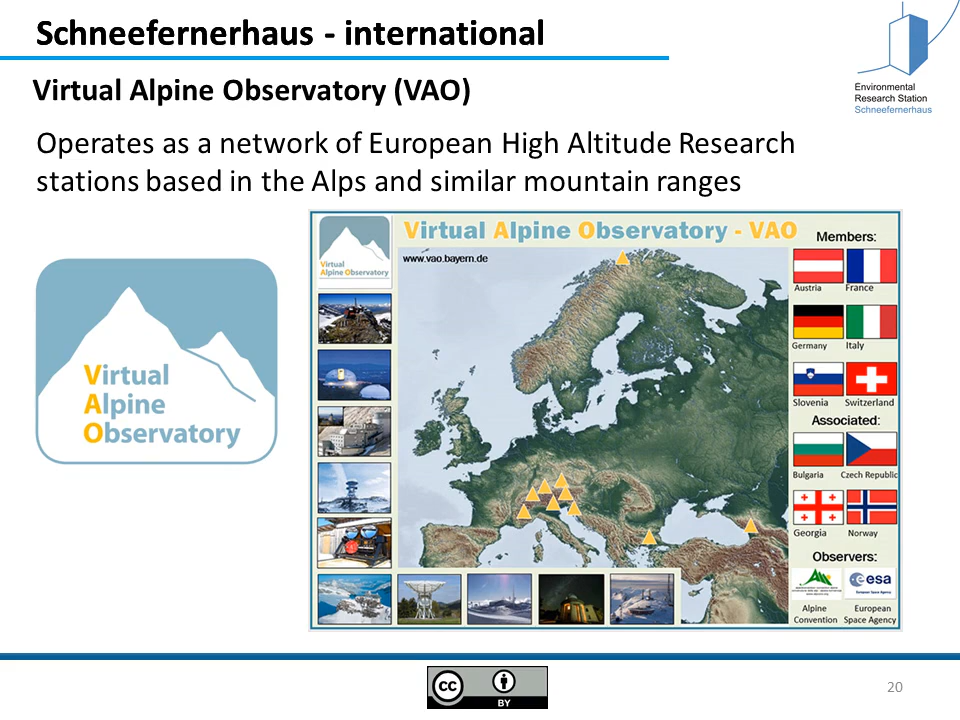 Schneefernerhaus - international
Environmental
Research Station
Schneefernerhaus
Virtual Alpine Observatory (VAO)
Operates as a network of European High Altitude Research
stations based in the Alps and similar mountain ranges
Virtual
Alpine
Observatory
Virtual
Alpine Observatory
Virtual Alpine Observatory - VAO
www.vao.bayern.de
Members:
Austria France
Germany Italy
Slovenia Switzerland
Associated:
Bulgaria Czech Republic
Georgia Norway
Observers:
esa
European Space Agency
Alpine European
Convention Space Agency
cc
BY
20